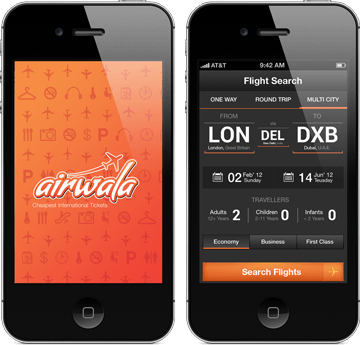 airwala
Cheapest International Tickets
AT&T 9:42 AM
Flight Search
ONE WAY ROUND TRIP MULTI CITY
FROM VIA TO
LON DEL DXB
London, Great Britain New Delhi, India Dubai, U.A.E
02 Feb' 12 Sunday 14 Jun' 12 Teusday
TRAVELLERS
Adults 12+ Years 2 Children 2-11 Years 0 Infants < 2 Years 0
Economy Business First Class
Search Flights